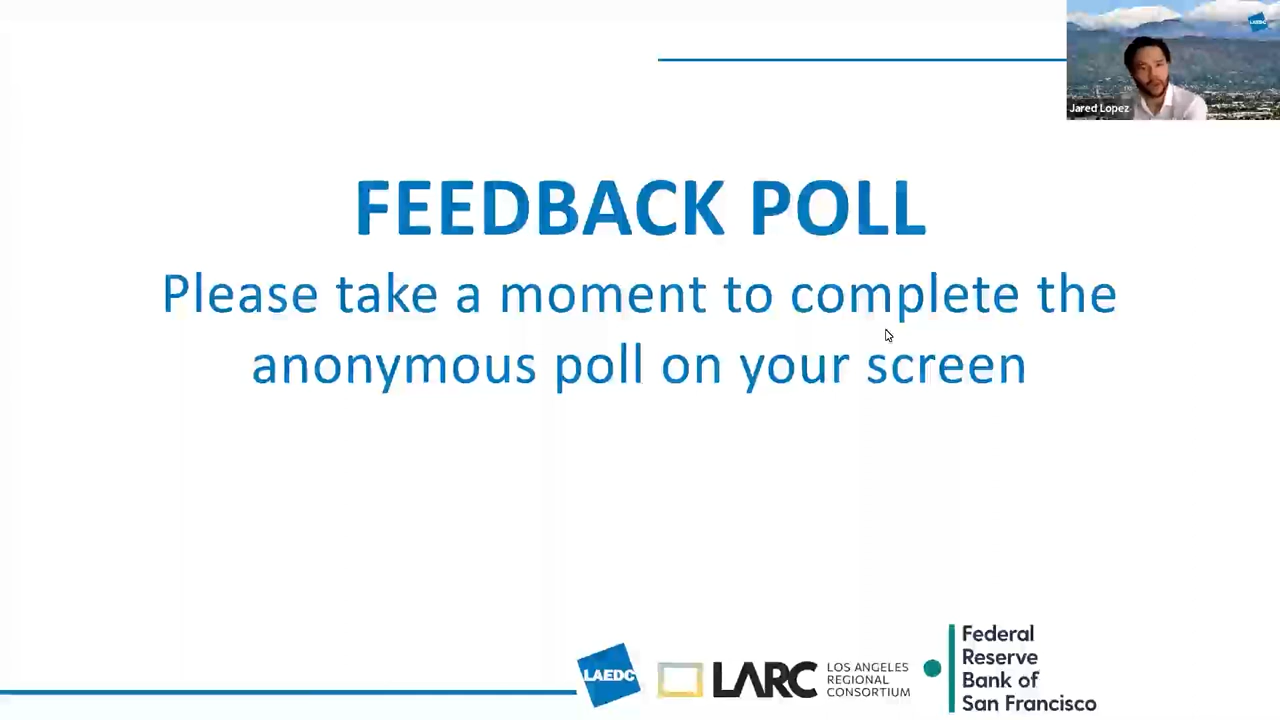 LAEDC
Jared Lopez
FEEDBACK POLL
Please take a moment to complete the
anonymous poll on your screen
LAEDC
LARC
LOS ANGELES
REGIONAL
CONSORTIUM
Federal
Reserve
Bank of
San Francisco